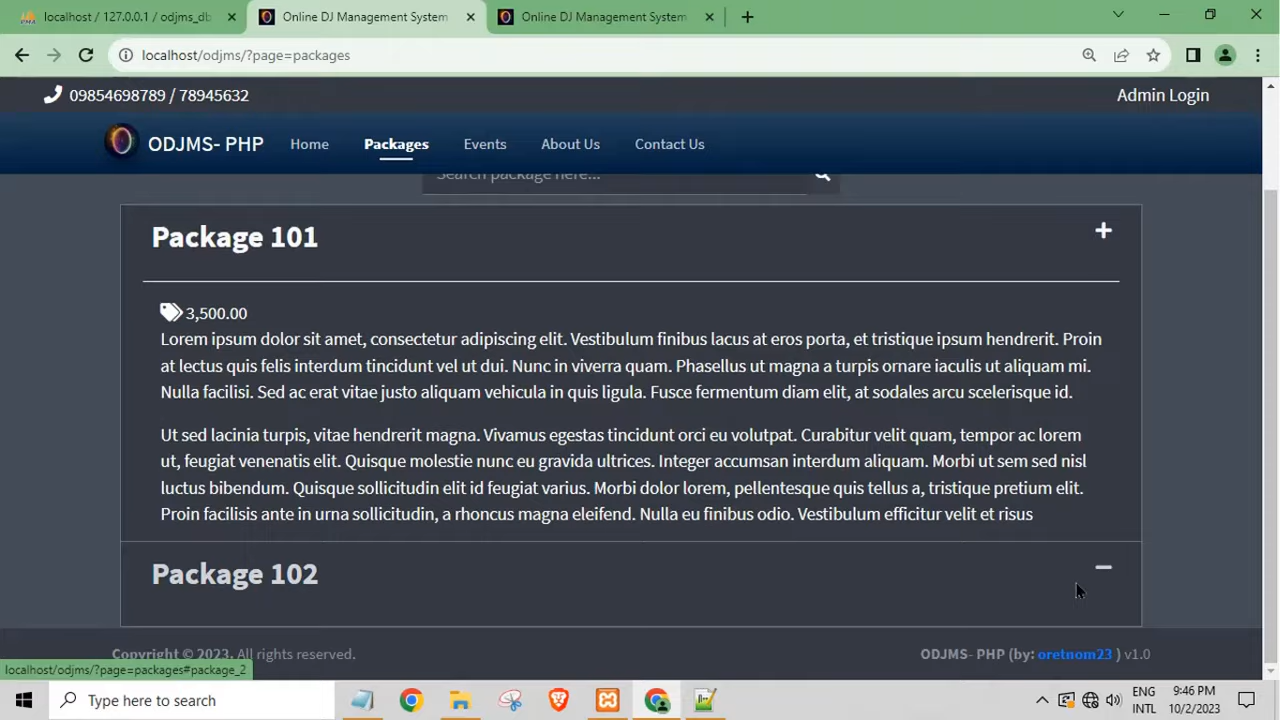 localhost / 127.0.0.1 / odjms_db
Online DJ Management System
Online DJ Management System
localhost/odjms/?page=packages
09854698789 / 78945632
Admin Login
ODJMS- PHP
Home
Packages
Events
About Us
Contact Us
Search package here...
Package 101
3,500.00
Lorem ipsum dolor sit amet, consectetur adipiscing elit. Vestibulum finibus lacus at eros porta, et tristique ipsum hendrerit. Proin
at lectus quis felis interdum tincidunt vel ut dui. Nunc in viverra quam. Phasellus ut magna a turpis ornare iaculis ut aliquam mi.
Nulla facilisi. Sed ac erat vitae justo aliquam vehicula in quis ligula. Fusce fermentum diam elit, at sodales arcu scelerisque id.
Ut sed lacinia turpis, vitae hendrerit magna. Vivamus egestas tincidunt orci eu volutpat. Curabitur velit quam, tempor ac lorem
ut, feugiat venenatis elit. Quisque molestie nunc eu gravida ultrices. Integer accumsan interdum aliquam. Morbi ut sem sed nisl
luctus bibendum. Quisque sollicitudin elit id feugiat varius. Morbi dolor lorem, pellentesque quis tellus a, tristique pretium elit.
Proin facilisis ante in urna sollicitudin, a rhoncus magna eleifend. Nulla eu finibus odio. Vestibulum efficitur velit et risus
Package 102
Copyright © 2023. All rights reserved.
ODJMS- PHP (by: oretnom23 ) v1.0
localhost/odjms/?page=packages#package_2
Type here to search
ENG
INTL
9:46 PM
10/2/2023